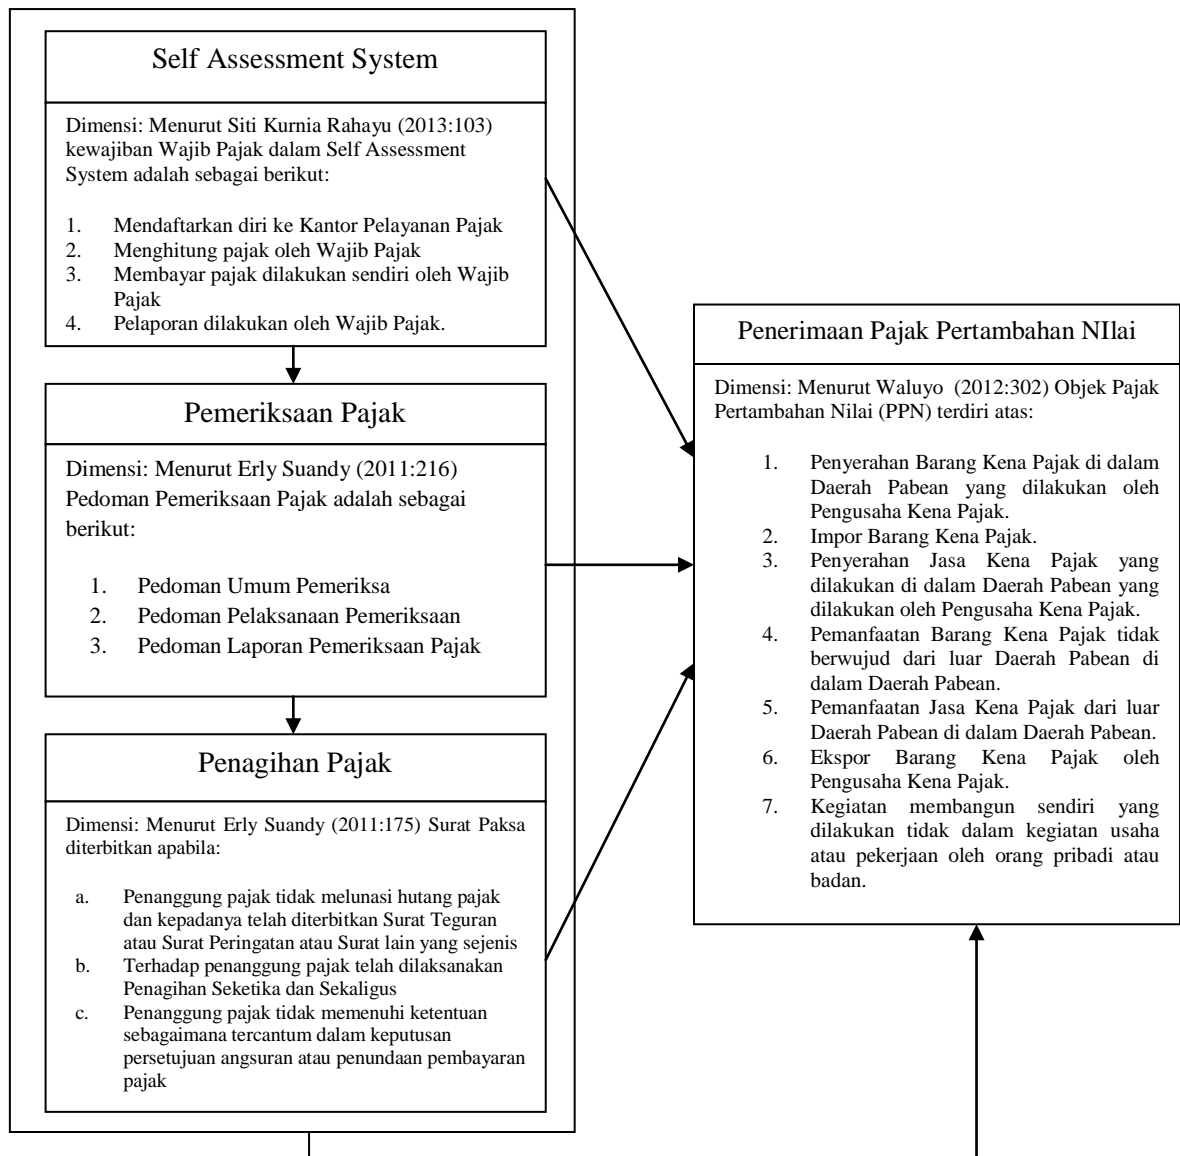 Self Assessment System
Dimensi: Menurut Siti Kurnia Rahayu (2013:103)
kewajiban Wajib Pajak dalam Self Assessment
System adalah sebagai berikut:
1. Mendaftarkan diri ke Kantor Pelayanan Pajak
2. Menghitung pajak oleh Wajib Pajak
3. Membayar pajak dilakukan sendiri oleh Wajib
Pajak
4. Pelaporan dilakukan oleh Wajib Pajak.
Pemeriksaan Pajak
Dimensi: Menurut Erly Suandy (2011:216)
Pedoman Pemeriksaan Pajak adalah sebagai
berikut:
1. Pedoman Umum Pemeriksa
2. Pedoman Pelaksanaan Pemeriksaan
3. Pedoman Laporan Pemeriksaan Pajak
Penagihan Pajak
Dimensi: Menurut Erly Suandy (2011:175) Surat Paksa
diterbitkan apabila:
a. Penanggung pajak tidak melunasi hutang pajak
dan kepadanya telah diterbitkan Surat Teguran
atau Surat Peringatan atau Surat lain yang sejenis
b. Terhadap penanggung pajak telah dilaksanakan
Penagihan Seketika dan Sekaligus
c. Penanggung pajak tidak memenuhi ketentuan
sebagaimana tercantum dalam keputusan
persetujuan angsuran atau penundaan pembayaran
pajak
Penerimaan Pajak Pertambahan NIlai
Dimensi: Menurut Waluyo (2012:302) Objek Pajak
Pertambahan Nilai (PPN) terdiri atas:
1. Penyerahan Barang Kena Pajak di dalam
Daerah Pabean yang dilakukan oleh
Pengusaha Kena Pajak.
2. Impor Barang Kena Pajak.
3. Penyerahan Jasa Kena Pajak yang
dilakukan di dalam Daerah Pabean yang
dilakukan oleh Pengusaha Kena Pajak.
4. Pemanfaatan Barang Kena Pajak tidak
berwujud dari luar Daerah Pabean di
dalam Daerah Pabean.
5. Pemanfaatan Jasa Kena Pajak dari luar
Daerah Pabean di dalam Daerah Pabean.
6. Ekspor Barang Kena Pajak oleh
Pengusaha Kena Pajak.
7. Kegiatan membangun sendiri yang
dilakukan tidak dalam kegiatan usaha
atau pekerjaan oleh orang pribadi atau
badan.